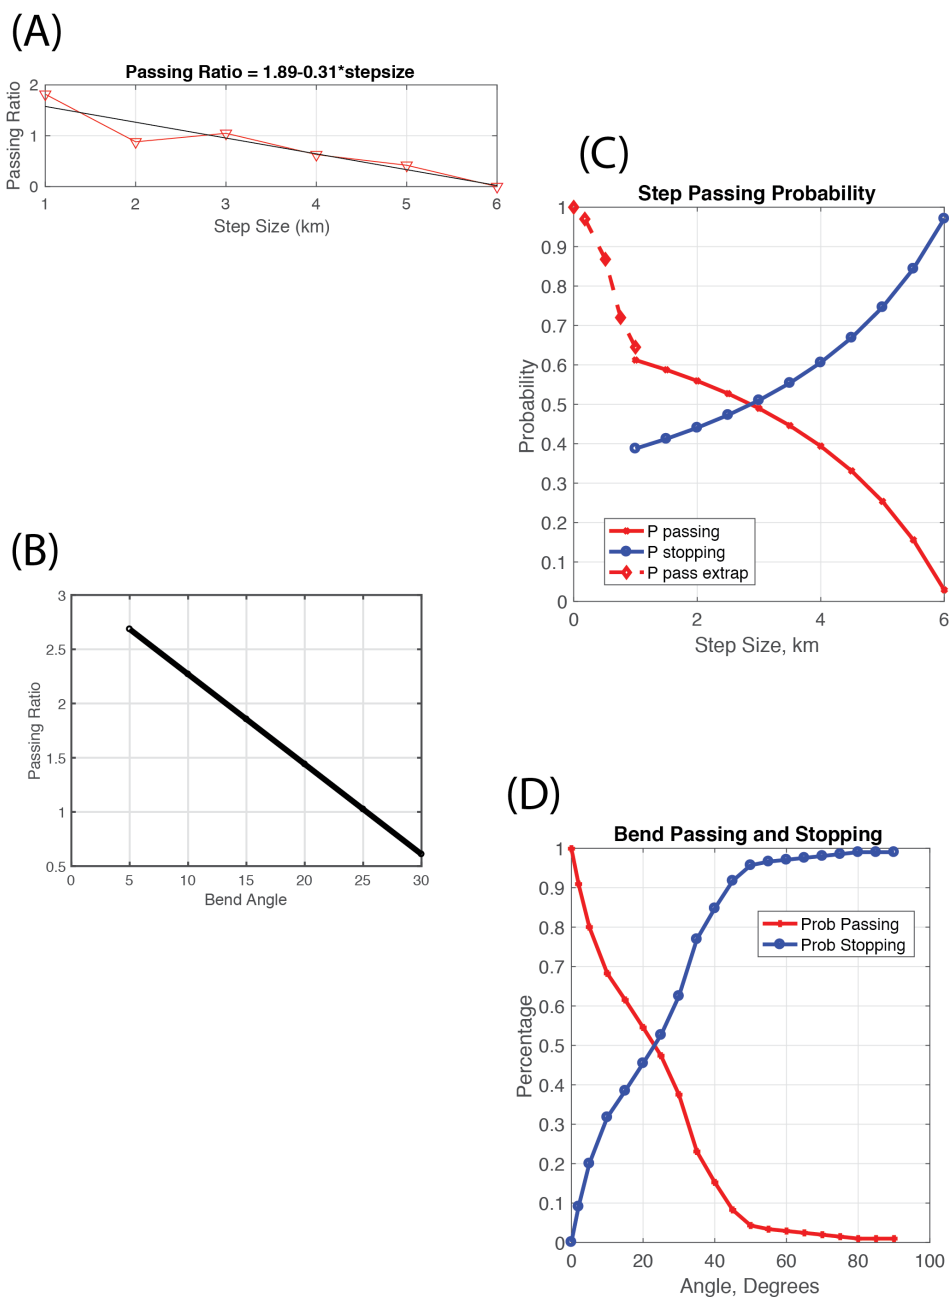 (A)
Passing Ratio = 1.89-0.31*stepsize
Passing Ratio
2
1
0
1 2 3 4 5 6
Step Size (km)
(B)
3
2.5
2
1.5
1
0.5
Passing Ratio
0 5 10 15 20 25 30
Bend Angle
(C)
Step Passing Probability
1
0.9
0.8
0.7
0.6
0.5
0.4
0.3
0.2
0.1
0
Probability
P passing
P stopping
P pass extrap
0 2 4 6
Step Size, km
(D)
Bend Passing and Stopping
1
0.9
0.8
0.7
0.6
0.5
0.4
0.3
0.2
0.1
0
Percentage
Prob Passing
Prob Stopping
0 20 40 60 80 100
Angle, Degrees